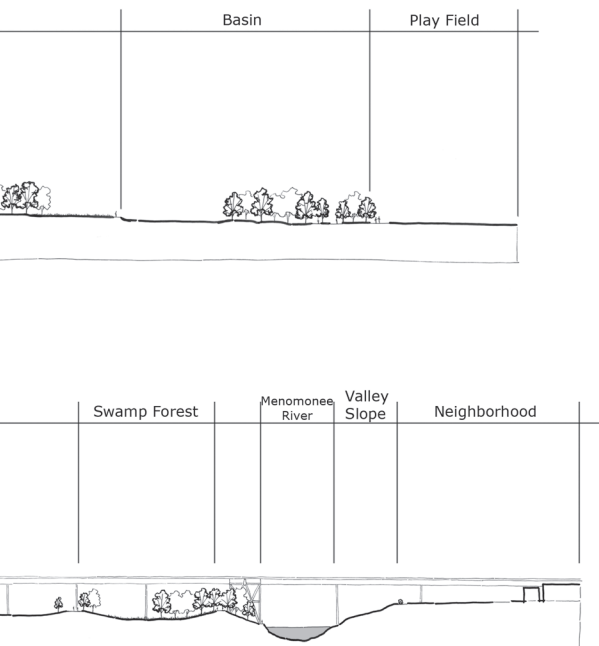 Basin
Play Field
Swamp Forest
Menomonee
River
Valley
Slope
Neighborhood